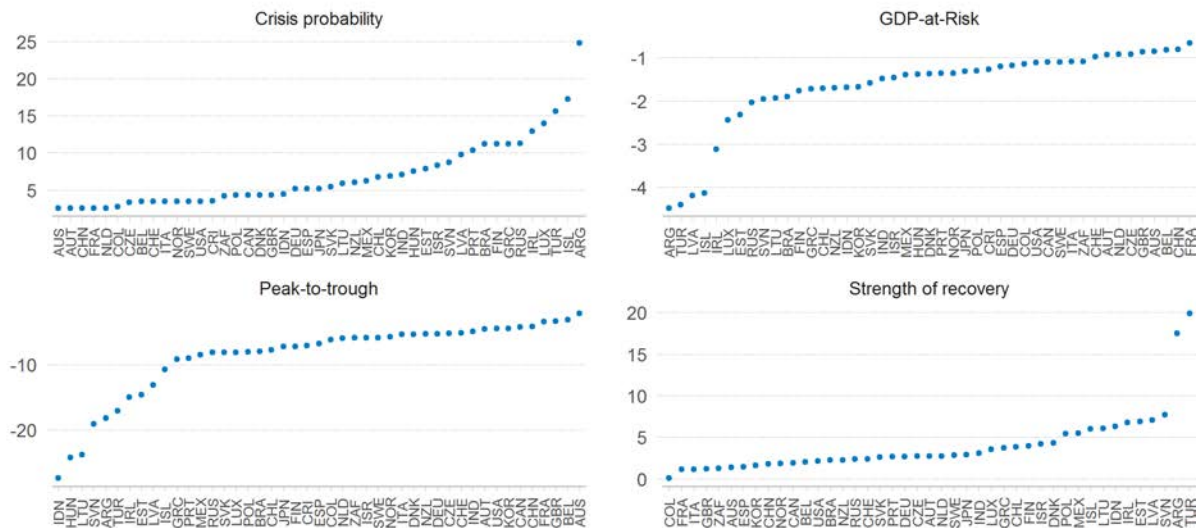 Crisis probability
25
20
15
10
5
AUS AUT CHN FRA NLD COL CZE BEL CHE ITA NOR SWE USA CRI ZAF POL CAN DNK GBR IDN DEU ESP JPN SVK LTU NZL MEX CHL KOR IND HUN EST ISR SVN LVA PRT BRA FIN GRC RUS IRL LUX TUR ISL ARG
GDP-at-Risk
-1
-2
-3
-4
ARG TUR LVA ISL IRL LUX EST RUS SVN LTU BRA FIN GRC CHL NZL IDN KOR SVK IND ISR MEX HUN DNK PRT NOR JPN POL CRI ESP DEU COL USA CAN SWE ITA ZAF CHE AUT NLD CZE GBR AUS BEL CHN FRA
Peak-to-trough
-10
-20
IDN HUN LTU SVN ARG TUR IRL EST LVA ISL GRC PRT MEX RUS SVK LUX POL BRA CHL JPN FIN CRI ESP COL NLD ZAF ISR SWE NOR ITA DNK NZL DEU CZE CHE IND AUT USA KOR CAN CHN FRA GBR BEL AUS
Strength of recovery
20
15
10
5
0
COL FRA ITA GBR ZAF AUS ESP KOR CHN NOR CAN BEL USA BRA NZL RUS CHE SVK PRT DEU CZE AUT NLD SWE JPN IND LUX GRC CHL FIN ISR DNK POL MEX ISL LTU IDN IRL EST LVA SVN ARG TUR